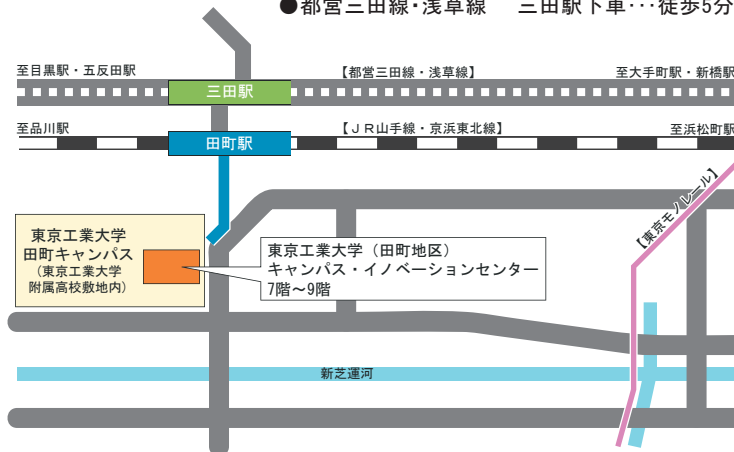 ●都営三田線・浅草線　三田駅下車･･･徒歩5分
至目黒駅・五反田駅
【都営三田線・浅草線】
至大手町駅・新橋駅
三田駅
至品川駅
【ＪＲ山手線・京浜東北線】
至浜松町駅
田町駅
【東京モノレール】
東京工業大学
田町キャンパス
（東京工業大学
附属高校敷地内）
東京工業大学（田町地区）
キャンパス・イノベーションセンター
7階～9階
新芝運河